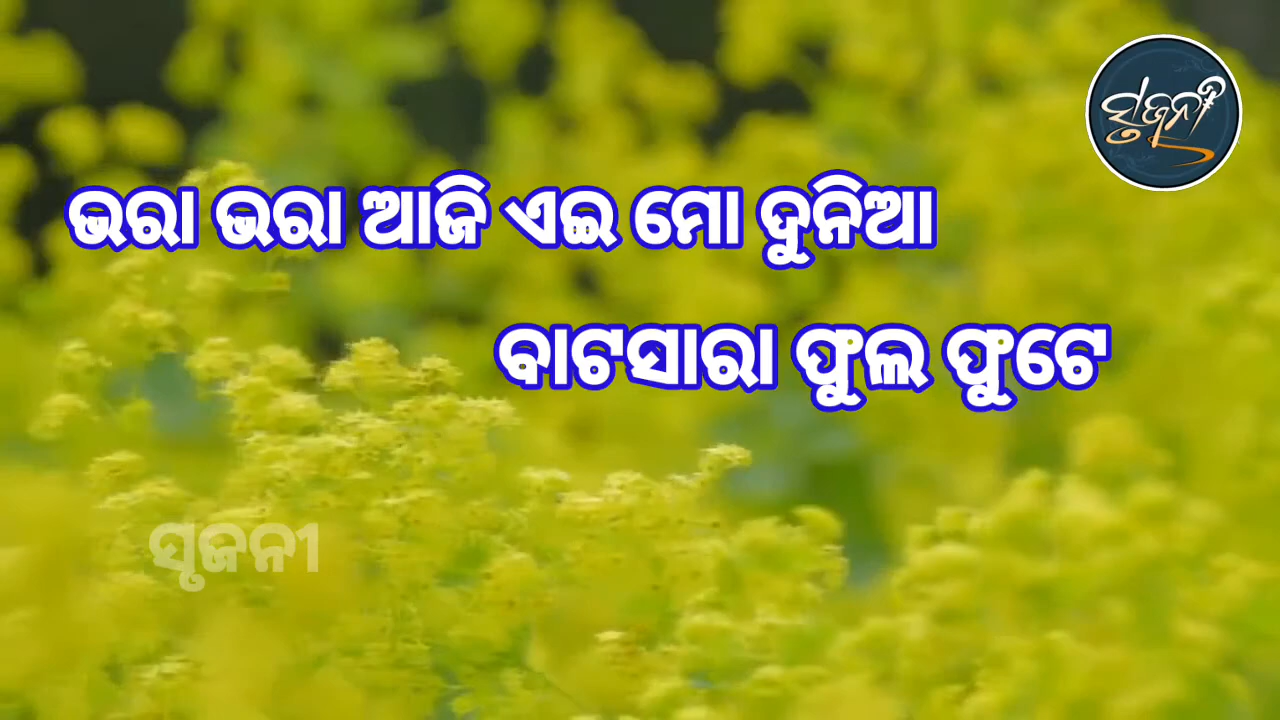 ସୃଜନୀ
ଭରା ଭରା ଆଜି ଏଇ ମୋ ଦୁନିଆ
ବାଟସାରା ଫୁଲ ଫୁଟେ
ସୃଜନୀ